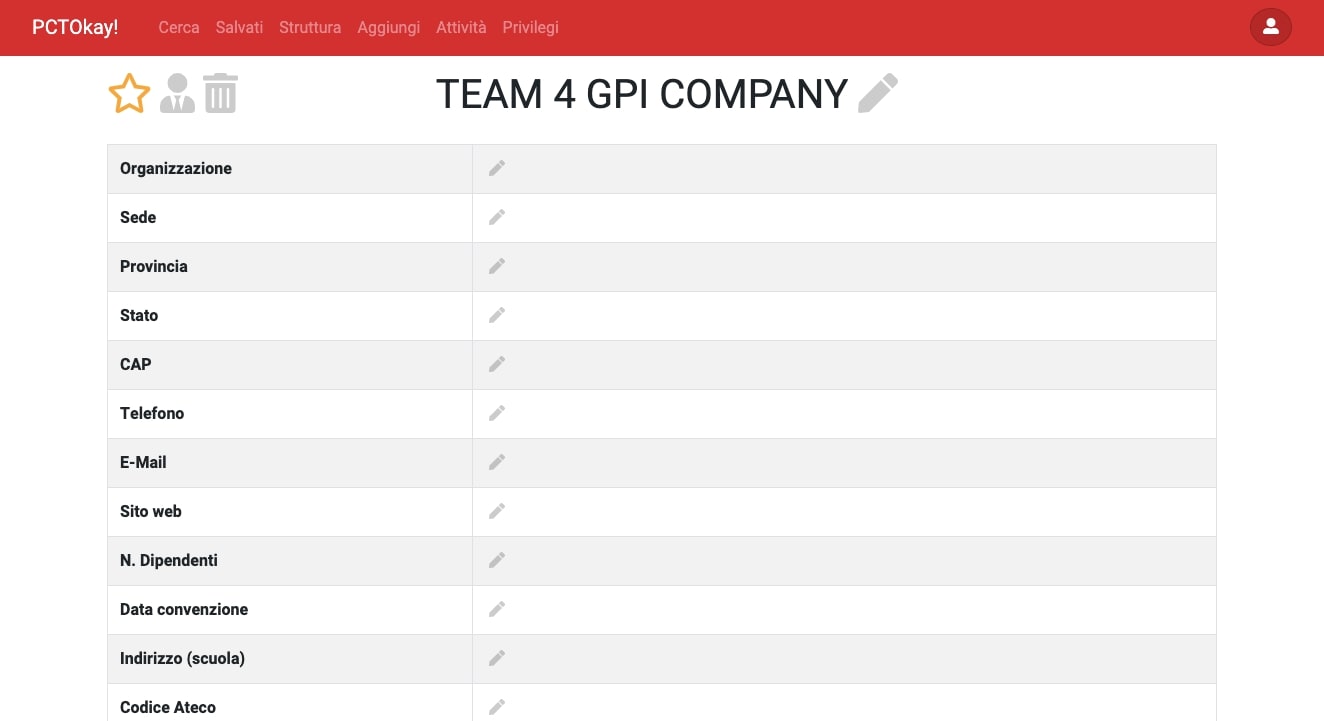 PCTOkay! Cerca Salvati Struttura Aggiungi Attività Privilegi
TEAM 4 GPI COMPANY
Organizzazione
Sede
Provincia
Stato
CAP
Telefono
E-Mail
Sito web
N. Dipendenti
Data convenzione
Indirizzo (scuola)
Codice Ateco